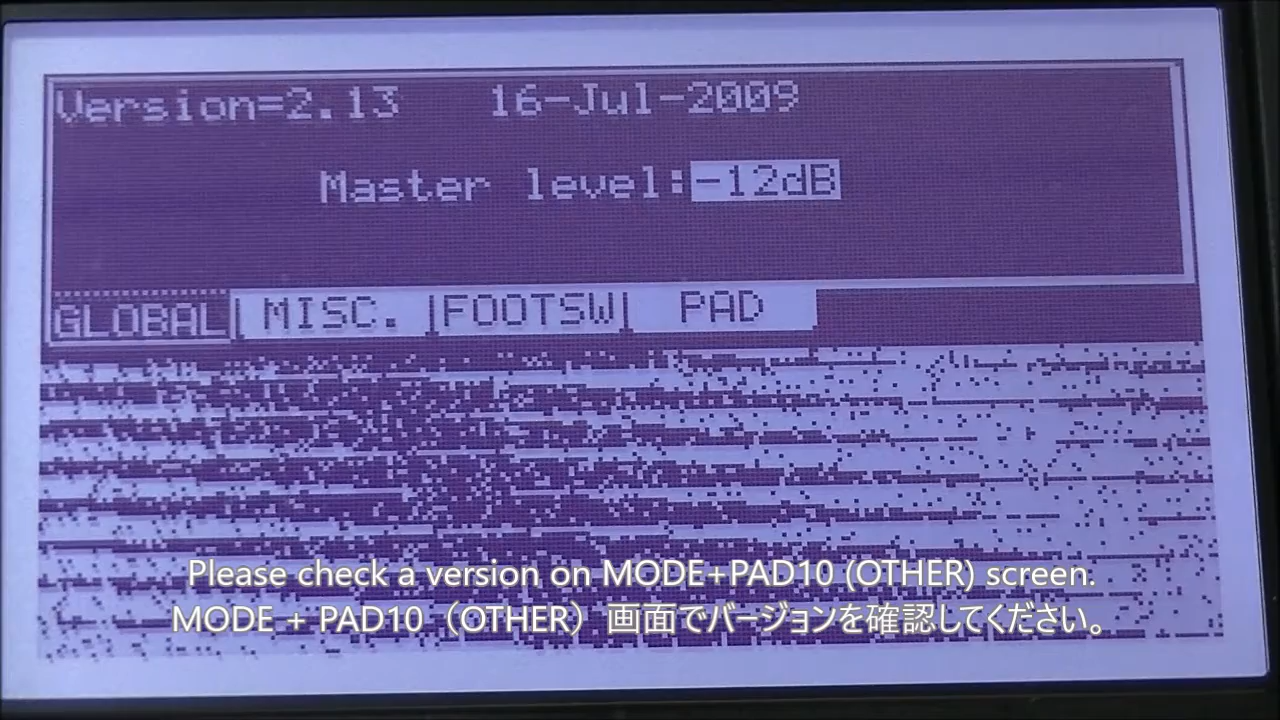 Version=2.13 16-Jul-2009
Master level:-12dB
GLOBAL MISC. FOOTSW PAD
Please check a version on MODE+PAD10 (OTHER) screen.
MODE + PAD10（OTHER）画面でバージョンを確認してください。